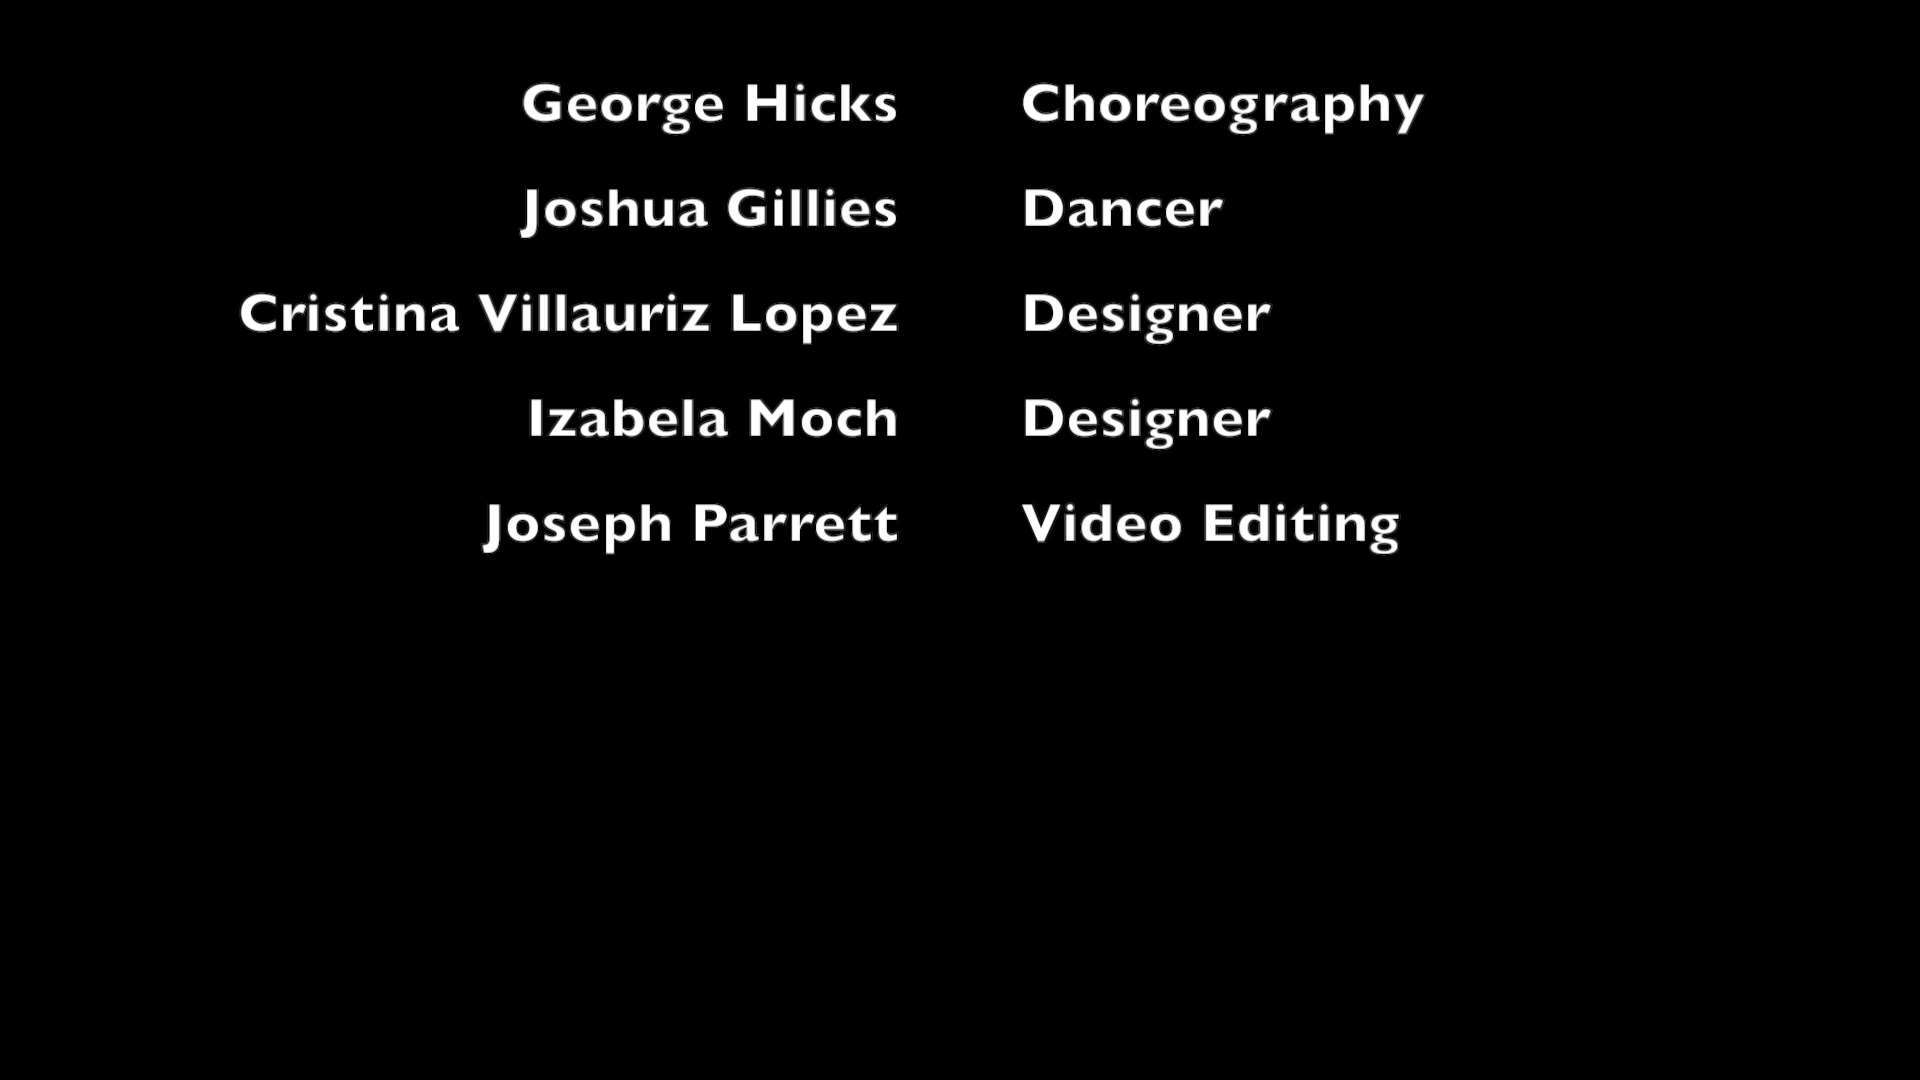 George Hicks Choreography
Joshua Gillies Dancer
Cristina Villauriz Lopez Designer
Izabela Moch Designer
Joseph Parrett Video Editing